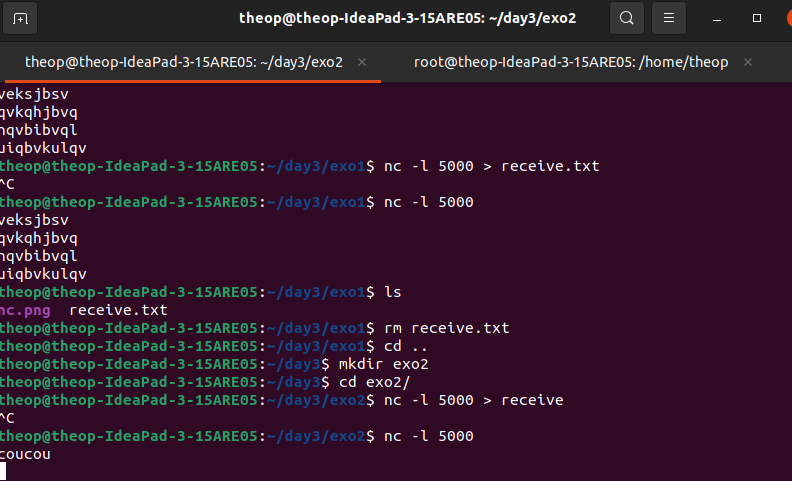 theop@theop-IdeaPad-3-15ARE05: ~/day3/exo2
theop@theop-IdeaPad-3-15ARE05: ~/day3/exo2 × root@theop-IdeaPad-3-15ARE05: /home/theop ×
veksjbsv
qvkqhjbvq
hqvbibvql
uiqbvkulqv
theop@theop-IdeaPad-3-15ARE05:~/day3/exo1$ nc -l 5000 > receive.txt
^C
theop@theop-IdeaPad-3-15ARE05:~/day3/exo1$ nc -l 5000
veksjbsv
qvkqhjbvq
hqvbibvql
uiqbvkulqv
theop@theop-IdeaPad-3-15ARE05:~/day3/exo1$ ls
nc.png  receive.txt
theop@theop-IdeaPad-3-15ARE05:~/day3/exo1$ rm receive.txt
theop@theop-IdeaPad-3-15ARE05:~/day3/exo1$ cd ..
theop@theop-IdeaPad-3-15ARE05:~/day3$ mkdir exo2
theop@theop-IdeaPad-3-15ARE05:~/day3$ cd exo2/
theop@theop-IdeaPad-3-15ARE05:~/day3/exo2$ nc -l 5000 > receive
^C
theop@theop-IdeaPad-3-15ARE05:~/day3/exo2$ nc -l 5000
coucou